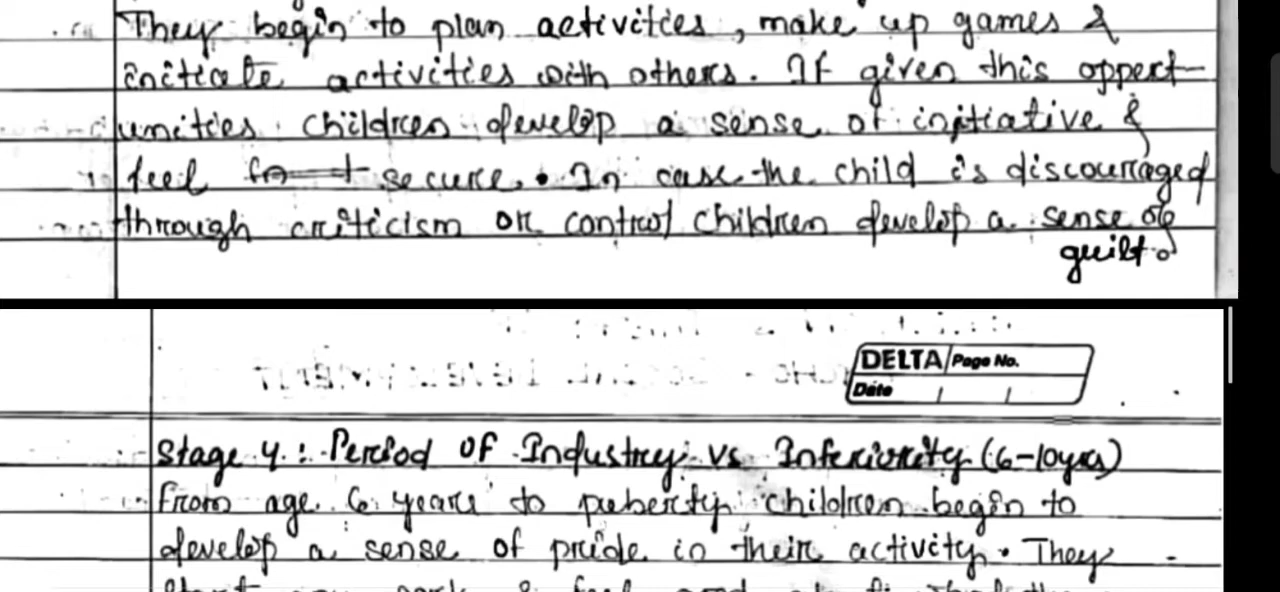 They begin to plan activities, make up games &
initiate activities with others. If given this opport-
unities children develop a sense of initiative &
feel secure. In case the child is discouraged
through criticism or control children develop a sense of
guilt.
DELTA Page No.
Date / /
Stage 4 : Period of Industry vs Inferiority (6-10yrs)
From age 6 years to puberty children begin to
develop a sense of pride in their activity. They